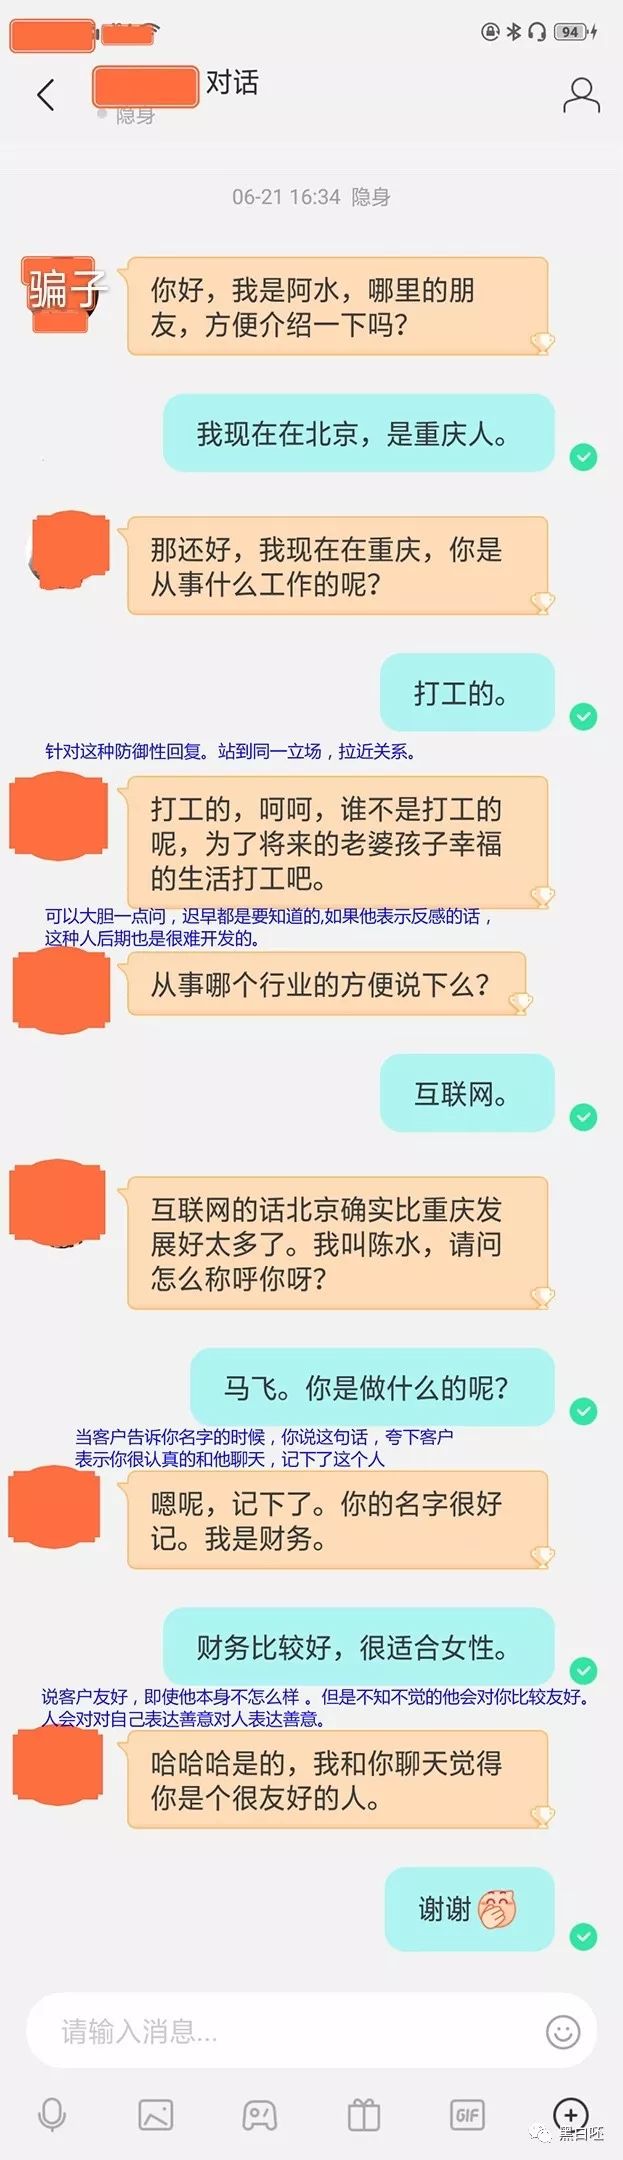 94
对话
隐身
06-21 16:34 隐身
骗子
你好，我是阿水，哪里的朋
友，方便介绍一下吗？
我现在在北京，是重庆人。
那还好，我现在在重庆，你是
从事什么工作的呢？
打工的。
针对这种防御性回复。站到同一立场，拉近关系。
打工的，呵呵，谁不是打工的
呢，为了将来的老婆孩子幸福
的生活打工吧。
可以大胆一点问，迟早都是要知道的,如果他表示反感的话，
这种人后期也是很难开发的。
从事哪个行业的方便说下么？
互联网。
互联网的话北京确实比重庆发
展好太多了。我叫陈水，请问
怎么称呼你呀？
马飞。你是做什么的呢？
当客户告诉你名字的时候，你说这句话，夸下客户
表示你很认真的和他聊天，记下了这个人
嗯呢，记下了。你的名字很好
记。我是财务。
财务比较好，很适合女性。
说客户友好，即使他本身不怎么样 。但是不知不觉的他会对你比较友好。
人会对对自己表达善意对人表达善意。
哈哈哈是的，我和你聊天觉得
你是个很友好的人。
谢谢
请输入消息...
GIF
黑白呸